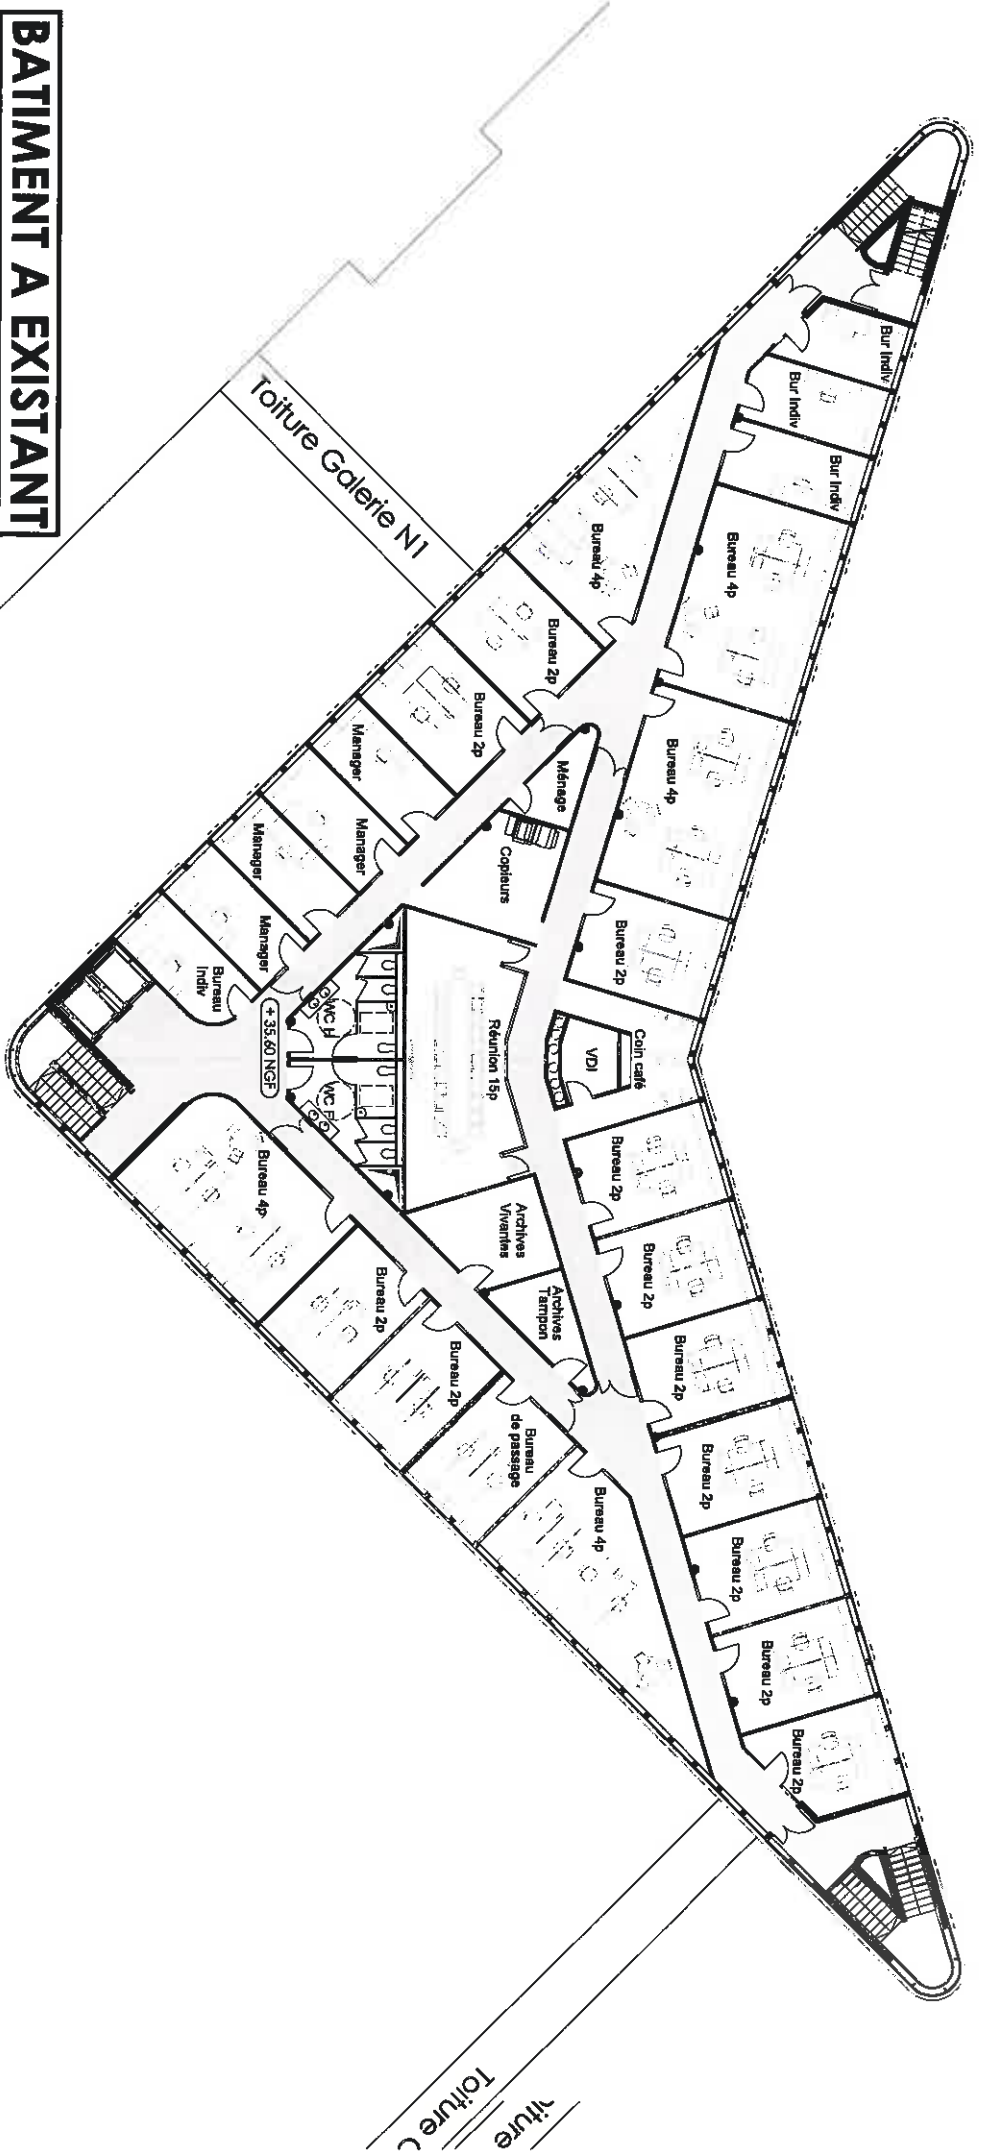 BATIMENT A EXISTANT
Toiture Galerie N1
Bur Indiv
Bur Indiv
Bur Indiv
Bureau 4p
Bureau 4p
Bureau 4p
Bureau 2p
Bureau 2p
Bureau 2p
Manager
Manager
Manager
Manager
Bureau
Indiv
Ménage
Copieurs
Réunion 15p
WC H
WC F
+ 35.60 NGF
VDI
Coin café
Archives
Vivantes
Archives
Tampon
Bureau 2p
Bureau 2p
Bureau 2p
Bureau 2p
Bureau 2p
Bureau 2p
Bureau 2p
Bureau 4p
Bureau 2p
Bureau 2p
Bureau
de passage
Bureau 4p
Toiture